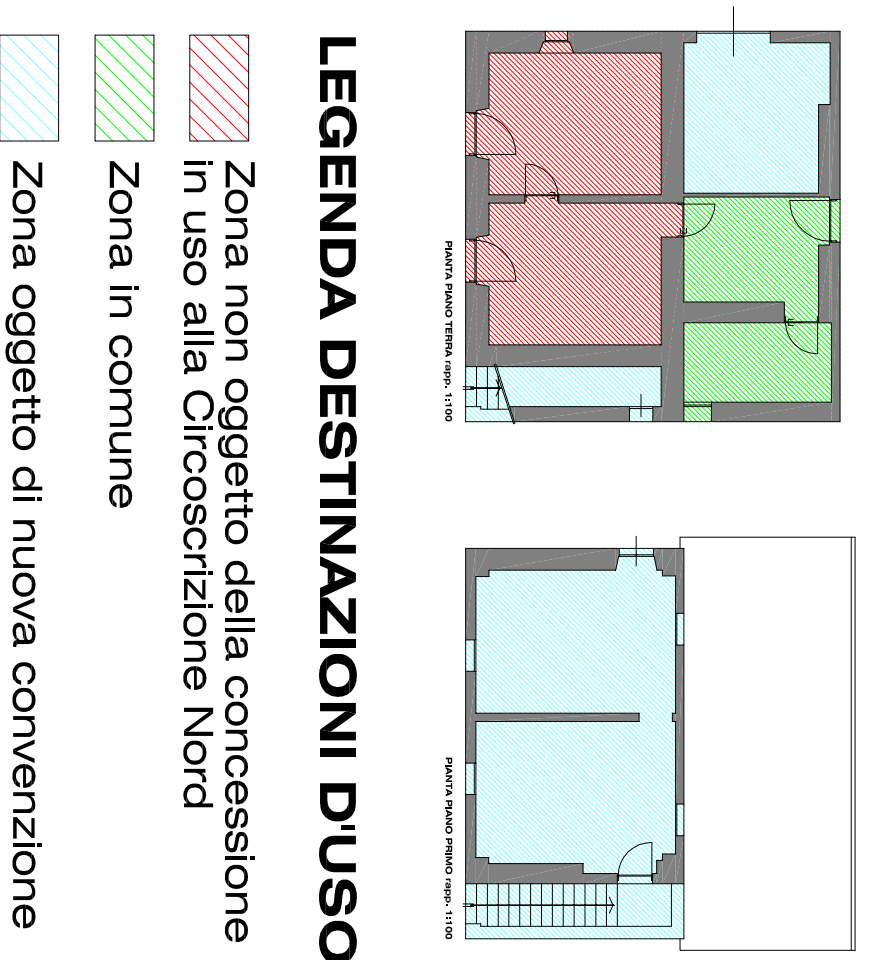 PIANTA PIANO TERRA rapp. 1:100
PIANTA PIANO PRIMO rapp. 1:100
LEGENDA DESTINAZIONI D'USO
Zona non oggetto della concessione
in uso alla Circoscrizione Nord
Zona in comune
Zona oggetto di nuova convenzione